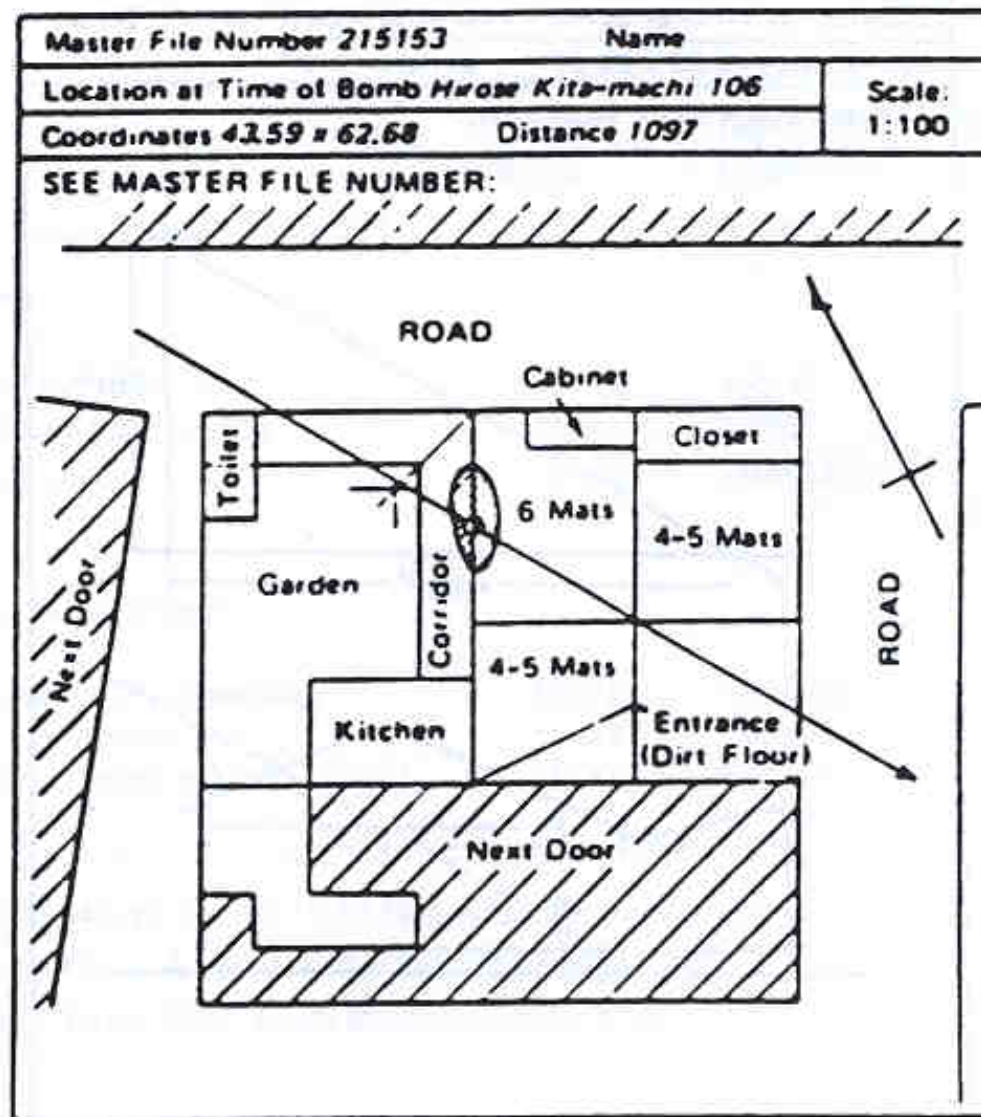 Master File Number 215153 Name
Location at Time of Bomb Hirose Kita-machi 106
Scale:
1:100
Coordinates 43.59 x 62.68 Distance 1097
SEE MASTER FILE NUMBER:
ROAD
Cabinet
Toilet
Closet
6 Mats
4-5 Mats
Garden
Corridor
ROAD
Next Door
4-5 Mats
Kitchen
Entrance
(Dirt Floor)
Next Door